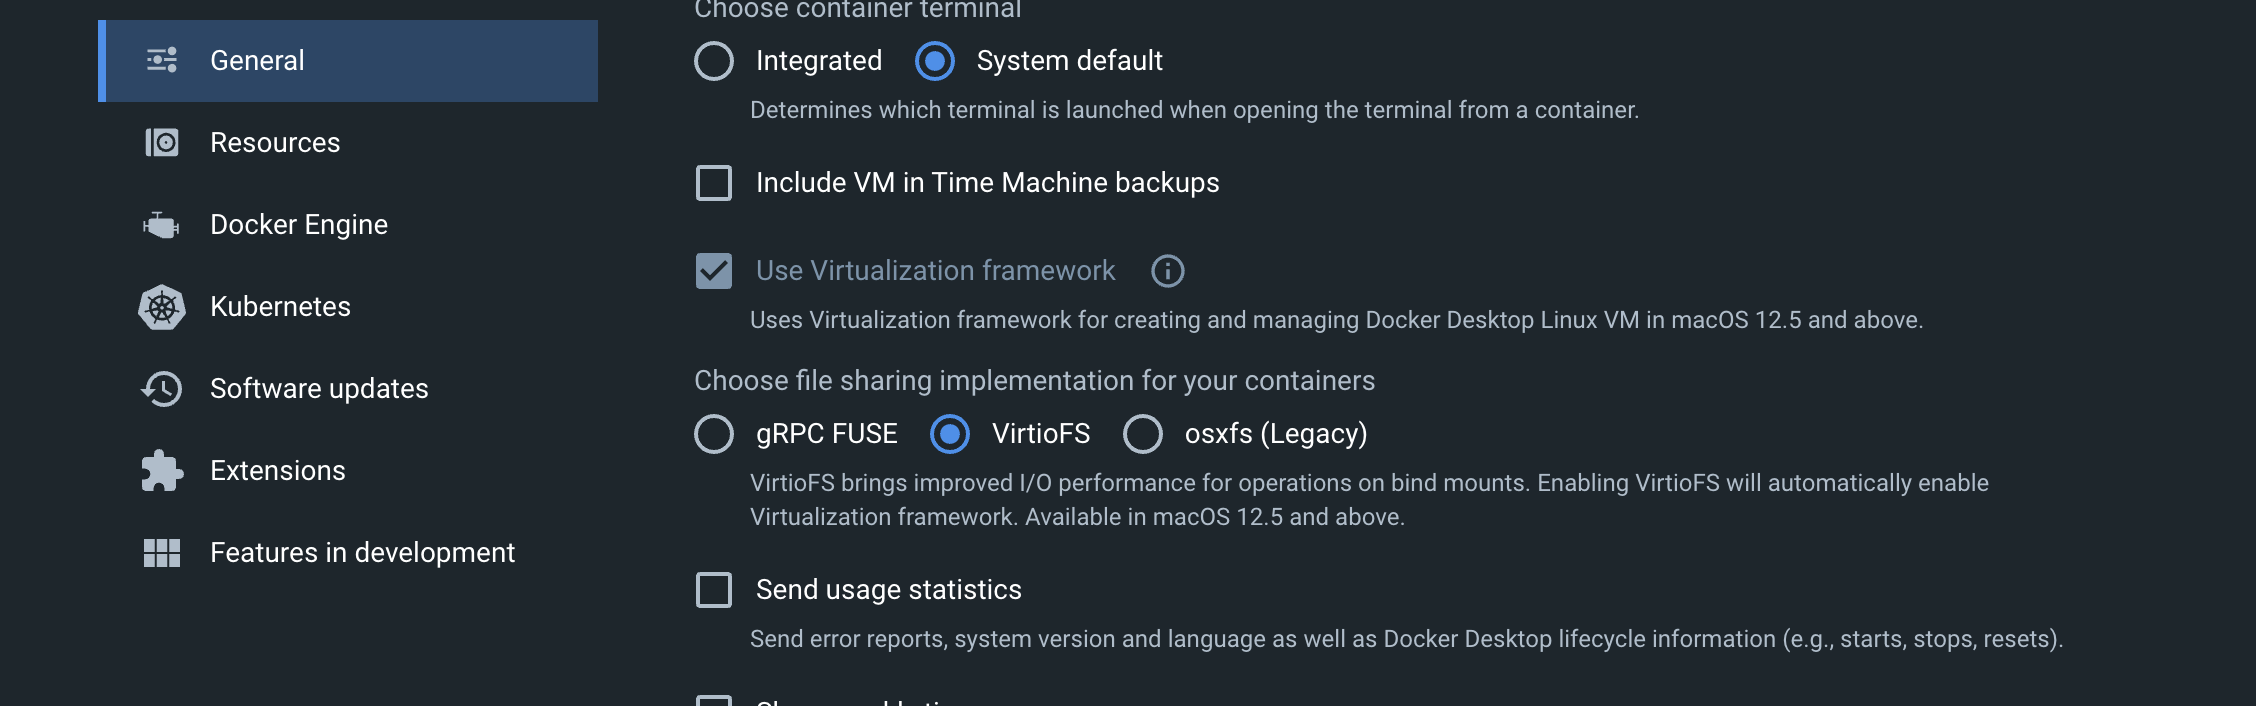 General
Resources
Docker Engine
Kubernetes
Software updates
Extensions
Features in development
Choose container terminal
Integrated System default
Determines which terminal is launched when opening the terminal from a container.
Include VM in Time Machine backups
Use Virtualization framework
Uses Virtualization framework for creating and managing Docker Desktop Linux VM in macOS 12.5 and above.
Choose file sharing implementation for your containers
gRPC FUSE VirtioFS osxfs (Legacy)
VirtioFS brings improved I/O performance for operations on bind mounts. Enabling VirtioFS will automatically enable
Virtualization framework. Available in macOS 12.5 and above.
Send usage statistics
Send error reports, system version and language as well as Docker Desktop lifecycle information (e.g., starts, stops, resets).